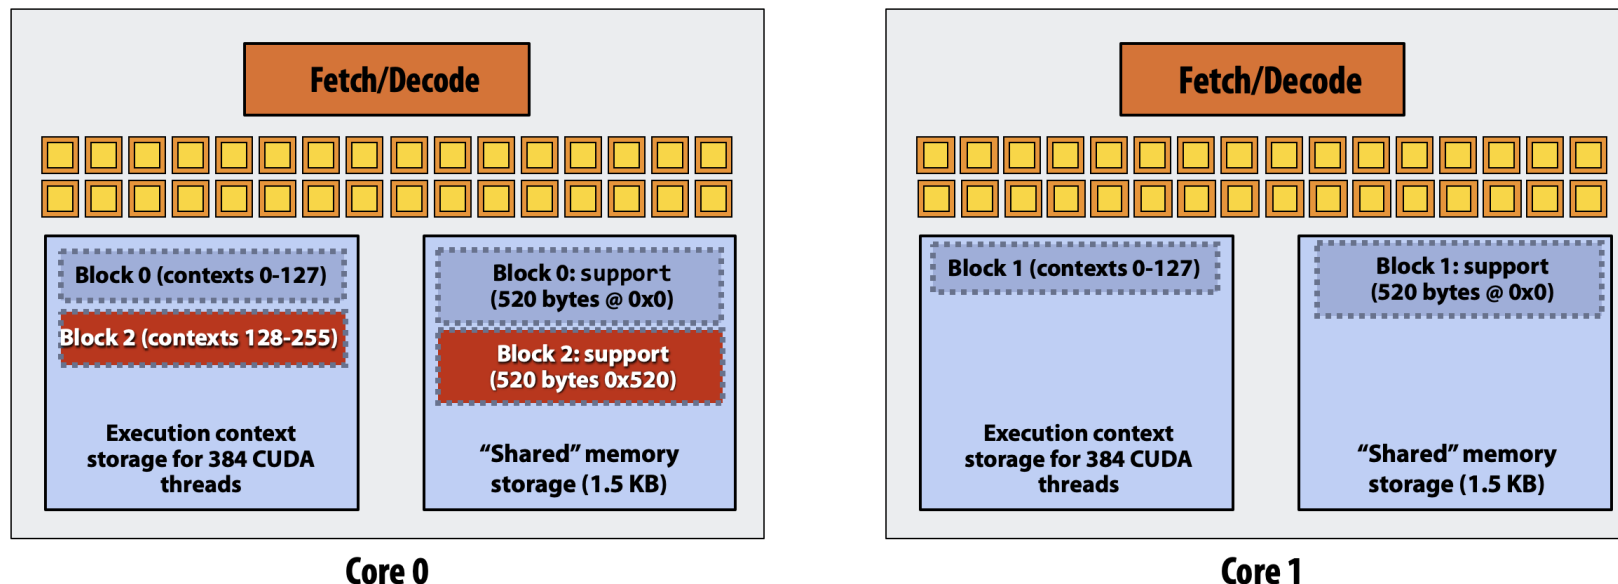 Fetch/Decode
Block 0 (contexts 0-127)
Block 2 (contexts 128-255)
Execution context
storage for 384 CUDA
threads
Block 0: support
(520 bytes @ 0x0)
Block 2: support
(520 bytes 0x520)
“Shared” memory
storage (1.5 KB)
Core 0
Fetch/Decode
Block 1 (contexts 0-127)
Execution context
storage for 384 CUDA
threads
Block 1: support
(520 bytes @ 0x0)
“Shared” memory
storage (1.5 KB)
Core 1